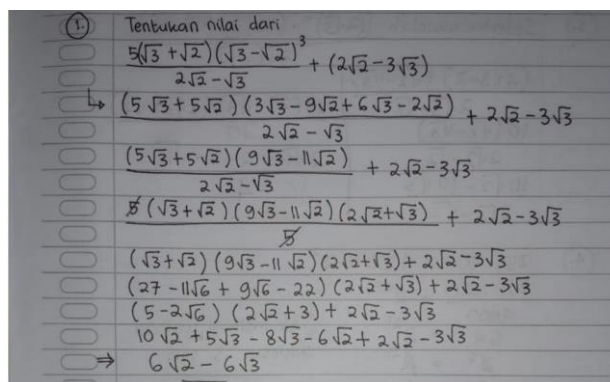 1. Tentukan nilai dari
5(√3 + √2) (√3 - √2)³ / 2√2 - √3 + (2√2 - 3√3)
↳ (5√3 + 5√2) (3√3 - 9√2 + 6√3 - 2√2) / 2√2 - √3 + 2√2 - 3√3
(5√3 + 5√2) (9√3 - 11√2) / 2√2 - √3 + 2√2 - 3√3
5 (√3 + √2) (9√3 - 11√2) (2√2 + √3) / 5 + 2√2 - 3√3
(√3 + √2) (9√3 - 11√2) (2√2 + √3) + 2√2 - 3√3
(27 - 11√6 + 9√6 - 22) (2√2 + √3) + 2√2 - 3√3
(5 - 2√6) (2√2 + 3) + 2√2 - 3√3
10√2 + 5√3 - 8√3 - 6√2 + 2√2 - 3√3
⇒ 6√2 - 6√3